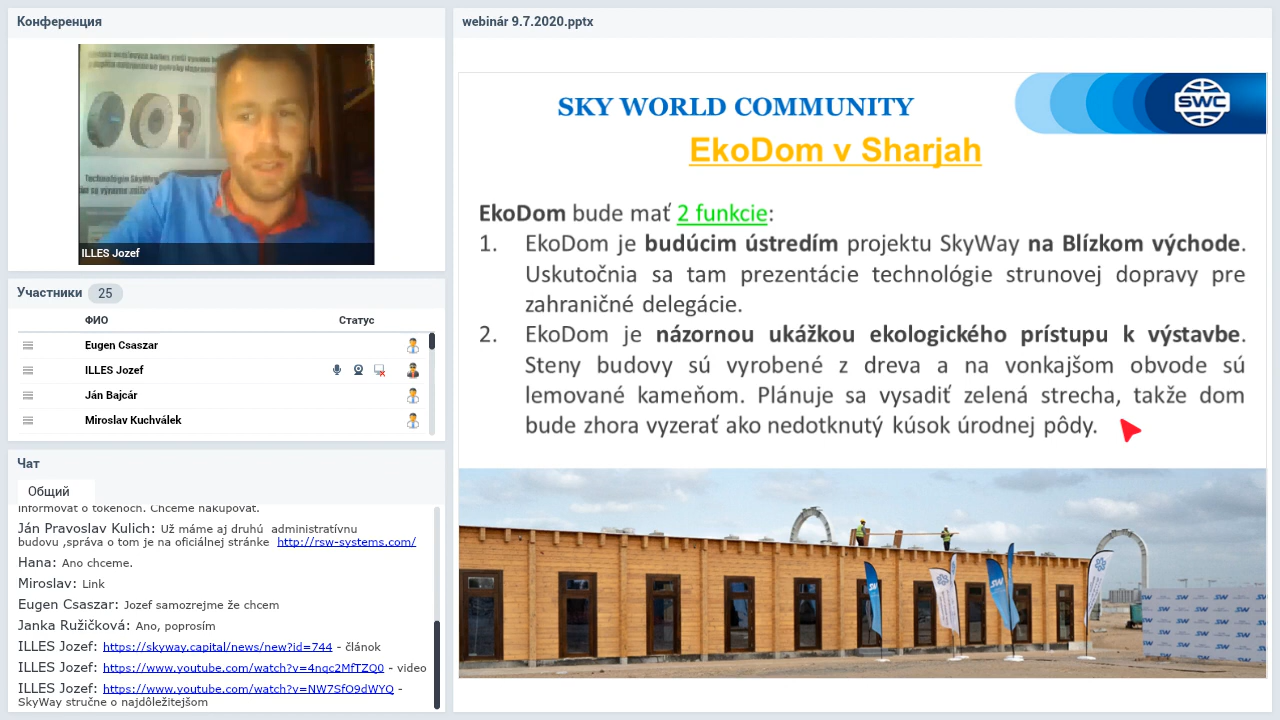 Конференция
ILLES Jozef
Участники 25
ФИО Статус
Eugen Csaszar
ILLES Jozef
Ján Bajcár
Miroslav Kuchválek
Чат
Общий
informovat o tokenoch. Chceme nakupovat.
Ján Pravoslav Kulich: Už máme aj druhú administratívnu
budovu ,správa o tom je na oficiálnej stránke http://rsw-systems.com/
Hana: Ano chceme.
Miroslav: Link
Eugen Csaszar: Jozef samozrejme že chcem
Janka Ružičková: Ano, poprosím
ILLES Jozef: https://skyway.capital/news/new?id=744 - článok
ILLES Jozef: https://www.youtube.com/watch?v=4nqc2MfTZQ0 - video
ILLES Jozef: https://www.youtube.com/watch?v=NW7SfO9dWYQ -
SkyWay stručne o najdôležitejšom
webinár 9.7.2020.pptx
SKY WORLD COMMUNITY
SWC
EkoDom v Sharjah
EkoDom bude mať 2 funkcie:
1. EkoDom je budúcim ústredím projektu SkyWay na Blízkom východe.
Uskutočnia sa tam prezentácie technológie strunovej dopravy pre
zahraničné delegácie.
2. EkoDom je názornou ukážkou ekologického prístupu k výstavbe.
Steny budovy sú vyrobené z dreva a na vonkajšom obvode sú
lemované kameňom. Plánuje sa vysadiť zelená strecha, takže dom
bude zhora vyzerať ako nedotknutý kúsok úrodnej pôdy.